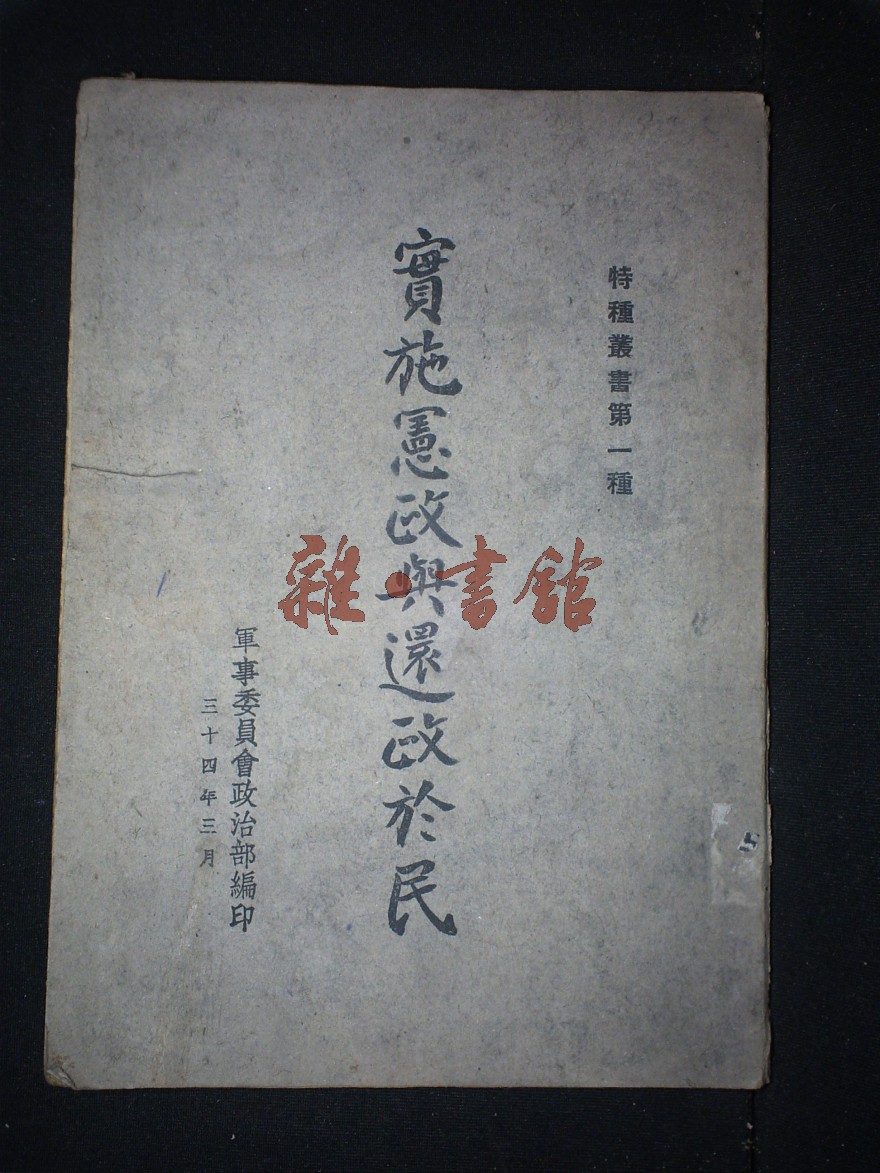 特種叢書第一種
實施憲政與還政於民
軍事委員會政治部編印
三十四年三月
雜·書館